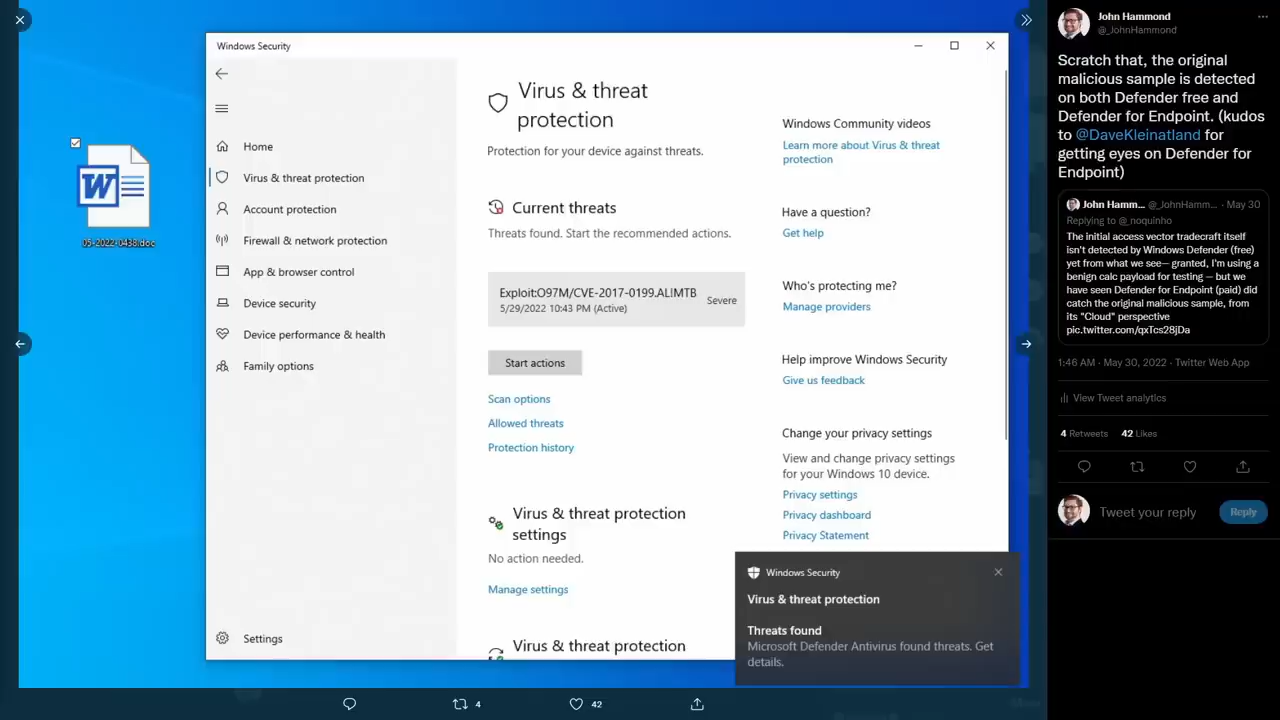 Windows Security
Home
Virus & threat protection
Account protection
Firewall & network protection
App & browser control
Device security
Device performance & health
Family options
Settings
05-2022-0438.doc
Virus & threat
protection
Protection for your device against threats.
Current threats
Threats found. Start the recommended actions.
Exploit:O97M/CVE-2017-0199.ALIMTB
5/29/2022 10:43 PM (Active)
Severe
Start actions
Scan options
Allowed threats
Protection history
Virus & threat protection
settings
No action needed.
Manage settings
Virus & threat protection
Windows Community videos
Learn more about Virus & threat
protection
Have a question?
Get help
Who's protecting me?
Manage providers
Help improve Windows Security
Give us feedback
Change your privacy settings
View and change privacy settings
for your Windows 10 device.
Privacy settings
Privacy dashboard
Privacy Statement
Windows Security
Virus & threat protection
Threats found
Microsoft Defender Antivirus found threats. Get
details.
4
42
John Hammond
@_JohnHammond
Scratch that, the original
malicious sample is detected
on both Defender free and
Defender for Endpoint. (kudos
to @DaveKleinatland for
getting eyes on Defender for
Endpoint)
John Hamm... @_JohnHamm... · May 30
Replying to @_noquinho
The initial access vector tradecraft itself
isn't detected by Windows Defender (free)
yet from what we see— granted, I'm using a
benign calc payload for testing — but we
have seen Defender for Endpoint (paid) did
catch the original malicious sample, from
its "Cloud" perspective
pic.twitter.com/qxTcs28jDa
1:46 AM · May 30, 2022 · Twitter Web App
View Tweet analytics
4 Retweets 42 Likes
Tweet your reply
Reply